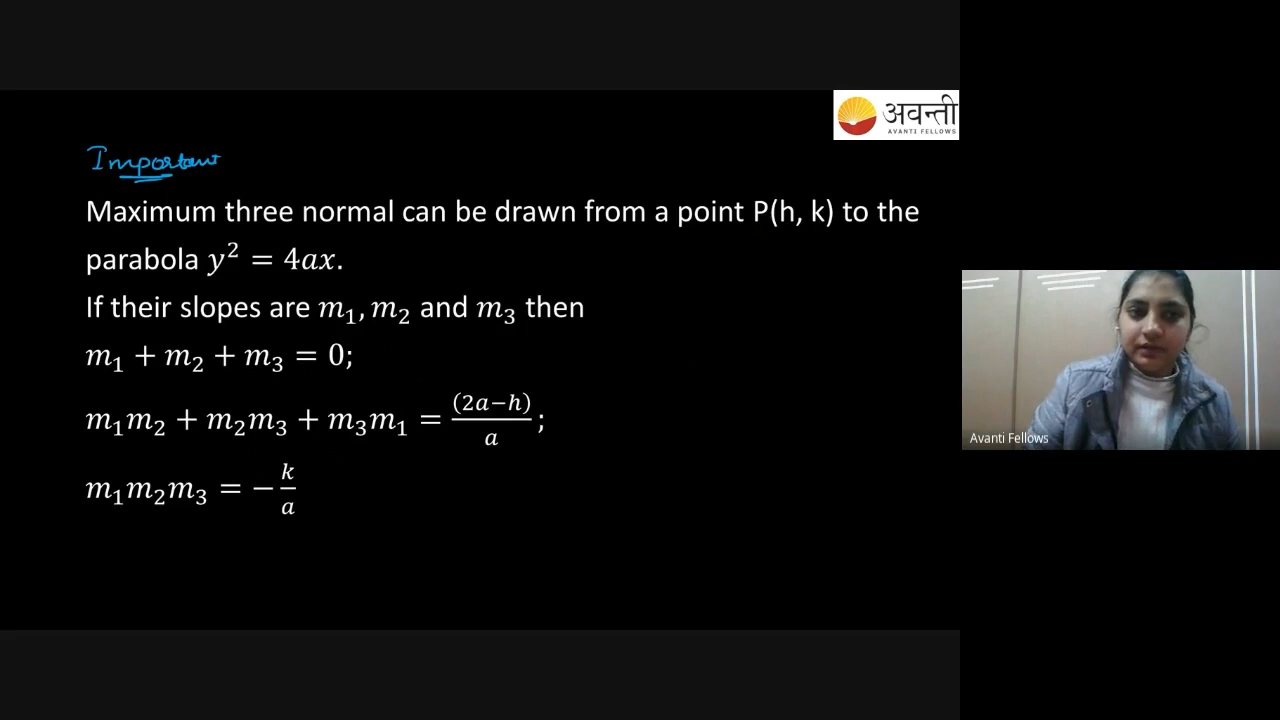 अवन्ती
AVANTI FELLOWS
Important
Maximum three normal can be drawn from a point P(h, k) to the
parabola y² = 4ax.
If their slopes are m₁, m₂ and m₃ then
m₁ + m₂ + m₃ = 0;
m₁m₂ + m₂m₃ + m₃m₁ = (2a−h)/a ;
m₁m₂m₃ = − k/a
Avanti Fellows